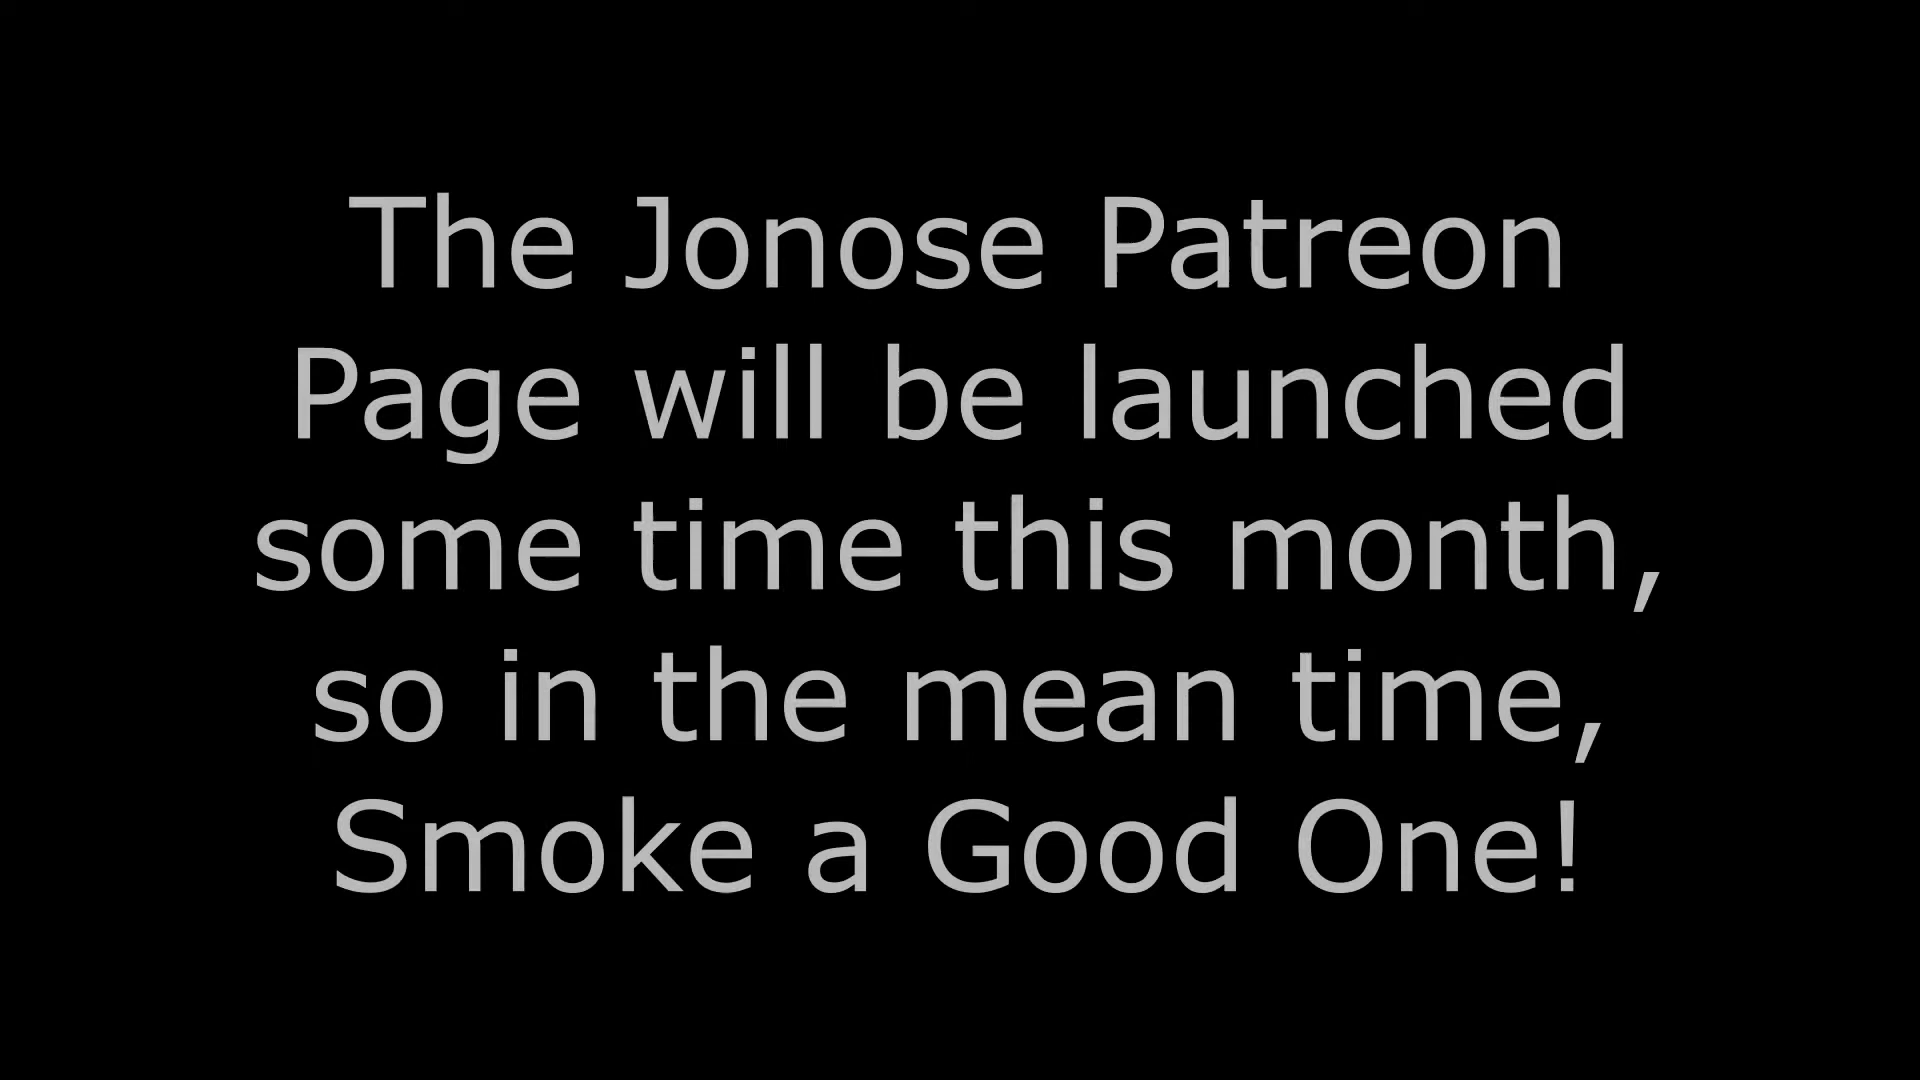 The Jonose Patreon
Page will be launched
some time this month,
so in the mean time,
Smoke a Good One!